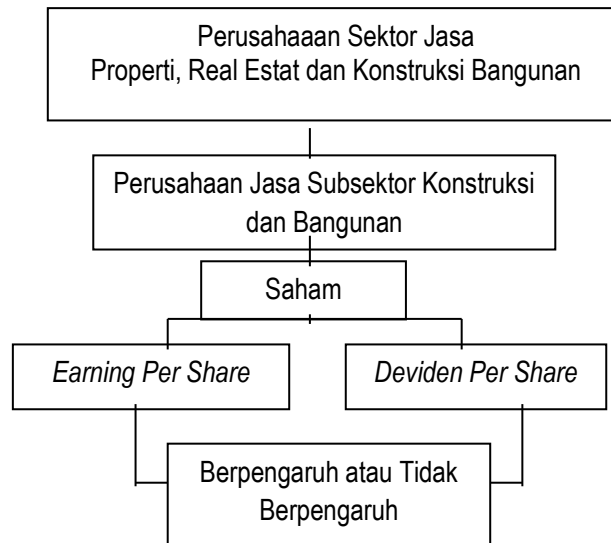 Perusahaaan Sektor Jasa
Properti, Real Estat dan Konstruksi Bangunan
Perusahaan Jasa Subsektor Konstruksi
dan Bangunan
Saham
Earning Per Share
Deviden Per Share
Berpengaruh atau Tidak
Berpengaruh